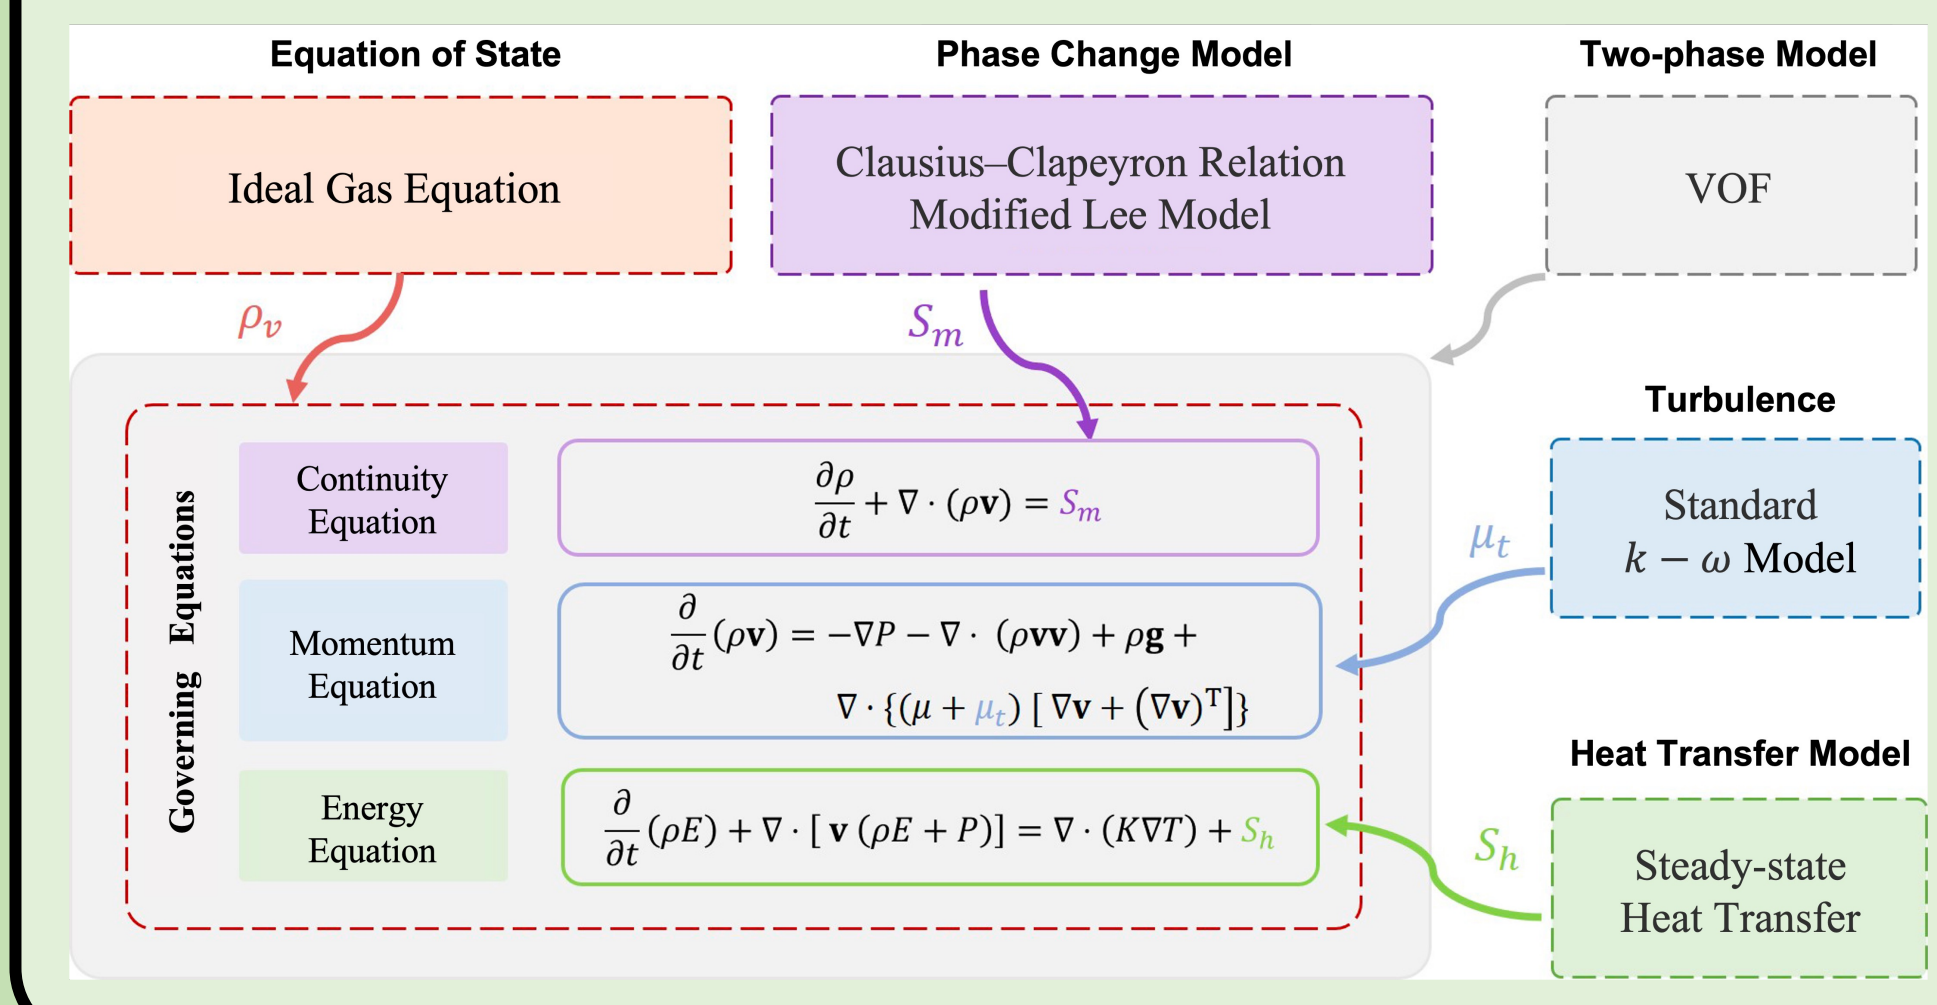 Equation of State
Ideal Gas Equation
Phase Change Model
Clausius–Clapeyron Relation
Modified Lee Model
Two-phase Model
VOF
ρ_v
S_m
Governing Equations
Continuity
Equation
∂ρ/∂t + ∇ · (ρ𝐯) = S_m
Momentum
Equation
∂/∂t (ρ𝐯) = −∇P − ∇ · (ρ𝐯𝐯) + ρ𝐠 +
∇ · {(μ + μ_t) [ ∇𝐯 + (∇𝐯)^T]}
Energy
Equation
∂/∂t (ρE) + ∇ · [ 𝐯 (ρE + P)] = ∇ · (K∇T) + S_h
Turbulence
Standard
k − ω Model
μ_t
Heat Transfer Model
Steady-state
Heat Transfer
S_h